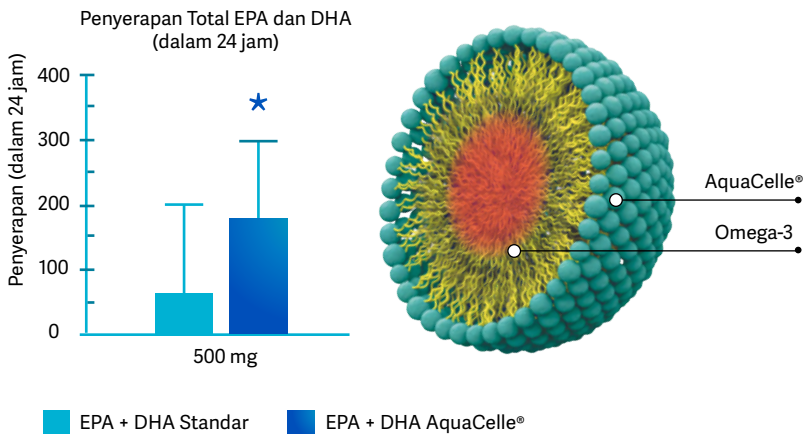 Penyerapan Total EPA dan DHA
(dalam 24 jam)
Penyerapan (dalam 24 jam)
400
300
200
100
0
500 mg
AquaCelle®
Omega-3
EPA + DHA Standar
EPA + DHA AquaCelle®